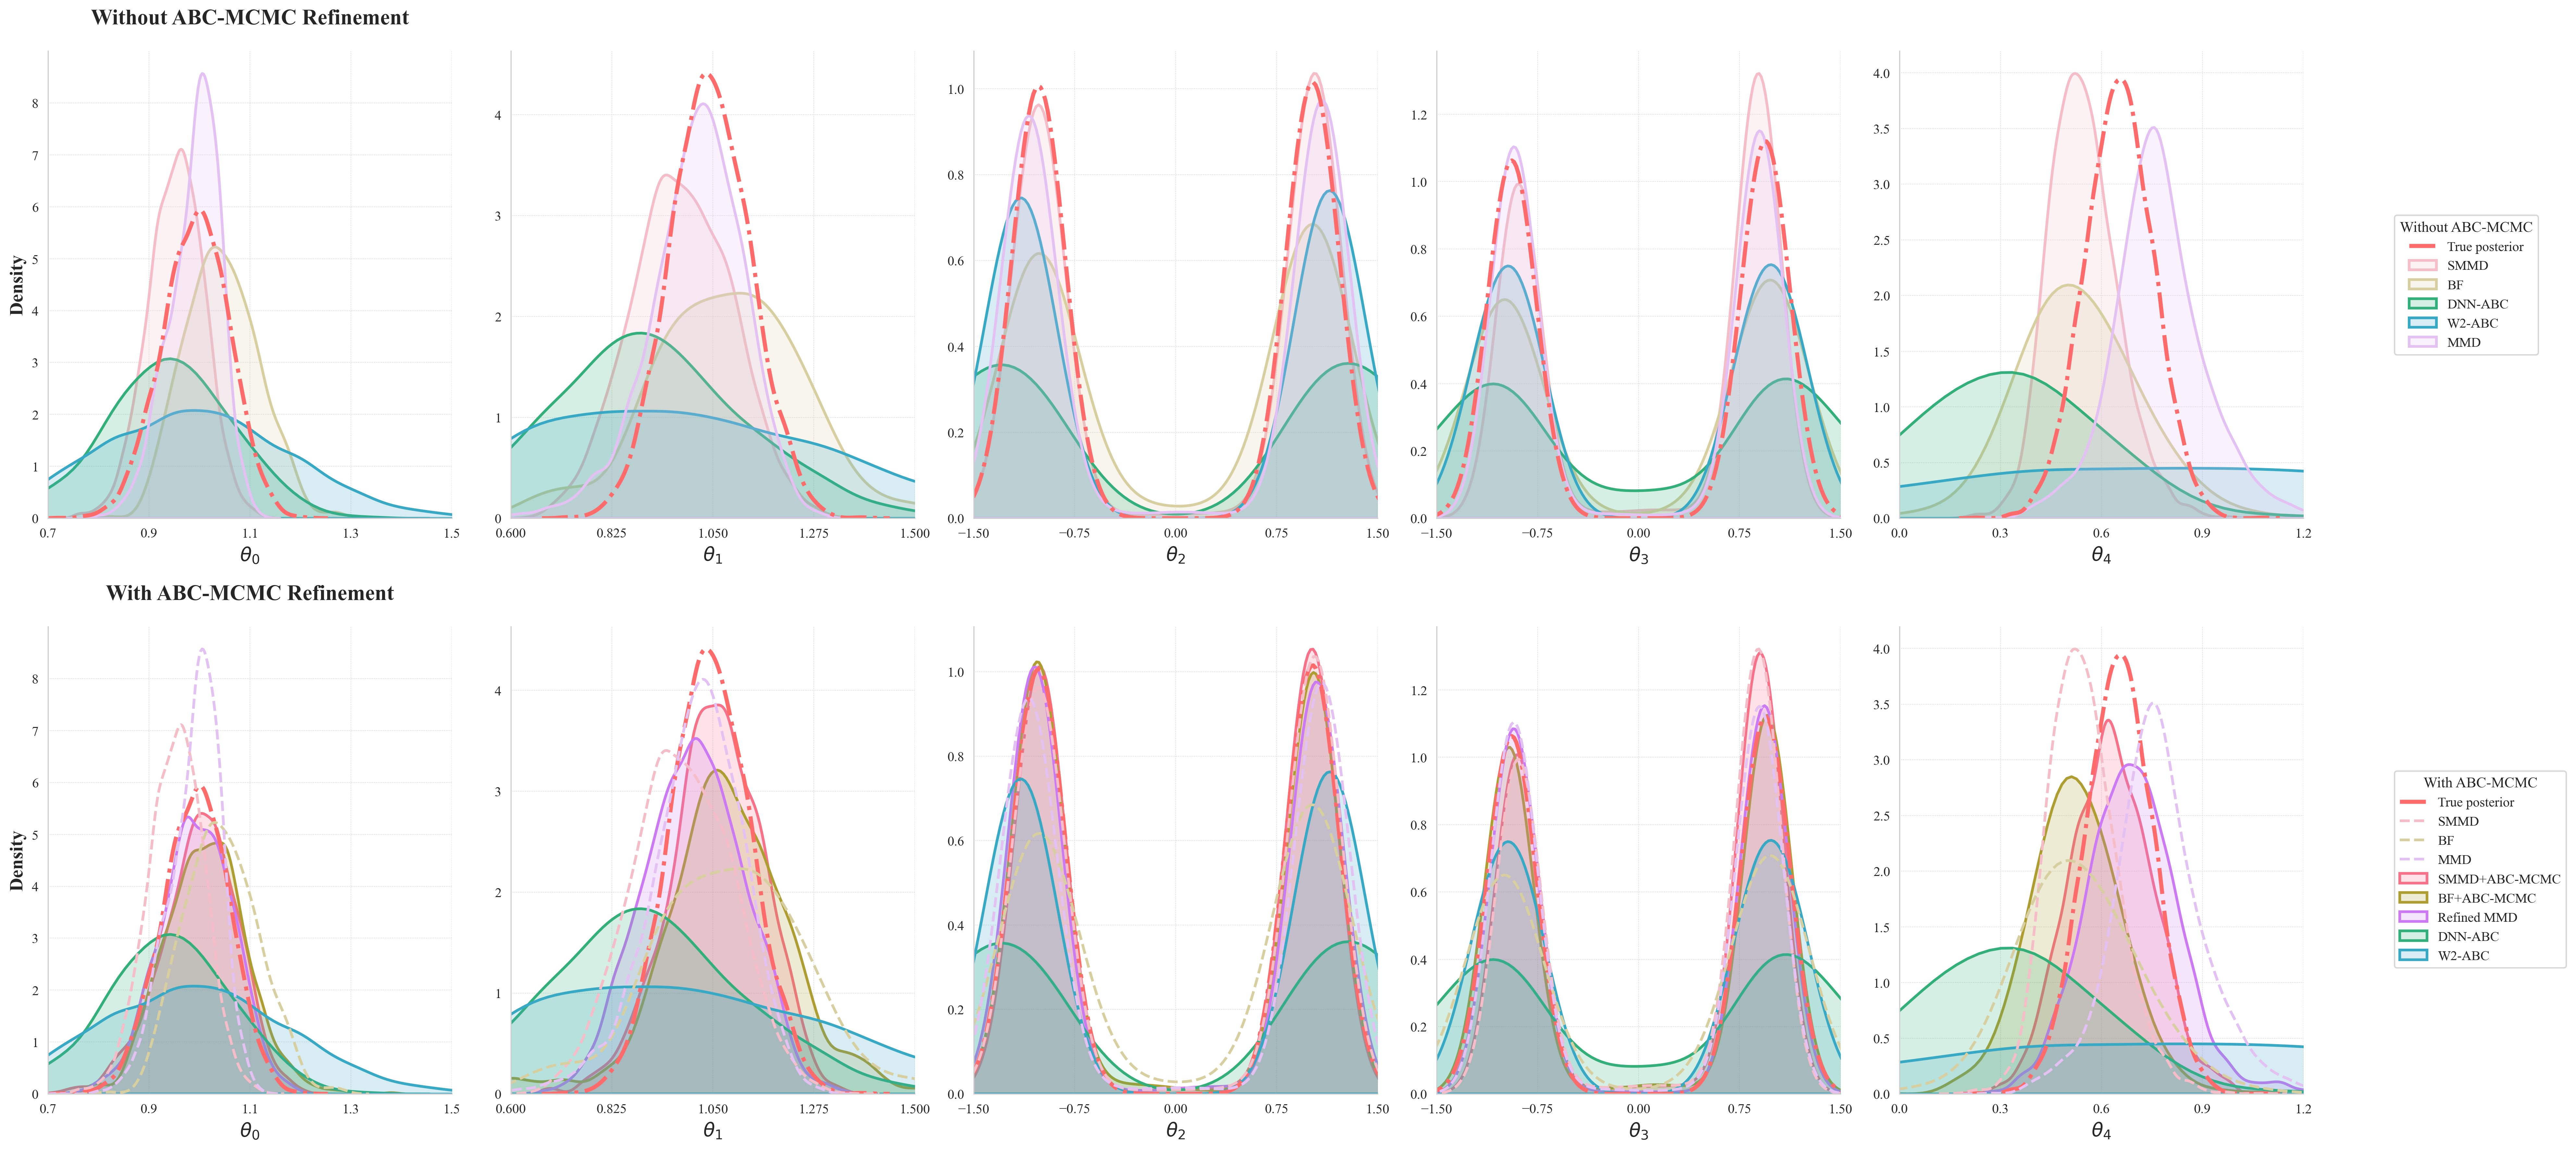 Without ABC-MCMC Refinement
Density
8
7
6
5
4
3
2
1
0
0.7 0.9 1.1 1.3 1.5
θ0
4
3
2
1
0
0.600 0.825 1.050 1.275 1.500
θ1
1.0
0.8
0.6
0.4
0.2
0.0
−1.50 −0.75 0.00 0.75 1.50
θ2
1.2
1.0
0.8
0.6
0.4
0.2
0.0
−1.50 −0.75 0.00 0.75 1.50
θ3
4.0
3.5
3.0
2.5
2.0
1.5
1.0
0.5
0.0
0.0 0.3 0.6 0.9 1.2
θ4
Without ABC-MCMC
True posterior
SMMD
BF
DNN-ABC
W2-ABC
MMD
With ABC-MCMC Refinement
Density
8
7
6
5
4
3
2
1
0
0.7 0.9 1.1 1.3 1.5
θ0
4
3
2
1
0
0.600 0.825 1.050 1.275 1.500
θ1
1.0
0.8
0.6
0.4
0.2
0.0
−1.50 −0.75 0.00 0.75 1.50
θ2
1.2
1.0
0.8
0.6
0.4
0.2
0.0
−1.50 −0.75 0.00 0.75 1.50
θ3
4.0
3.5
3.0
2.5
2.0
1.5
1.0
0.5
0.0
0.0 0.3 0.6 0.9 1.2
θ4
With ABC-MCMC
True posterior
SMMD
BF
MMD
SMMD+ABC-MCMC
BF+ABC-MCMC
Refined MMD
DNN-ABC
W2-ABC